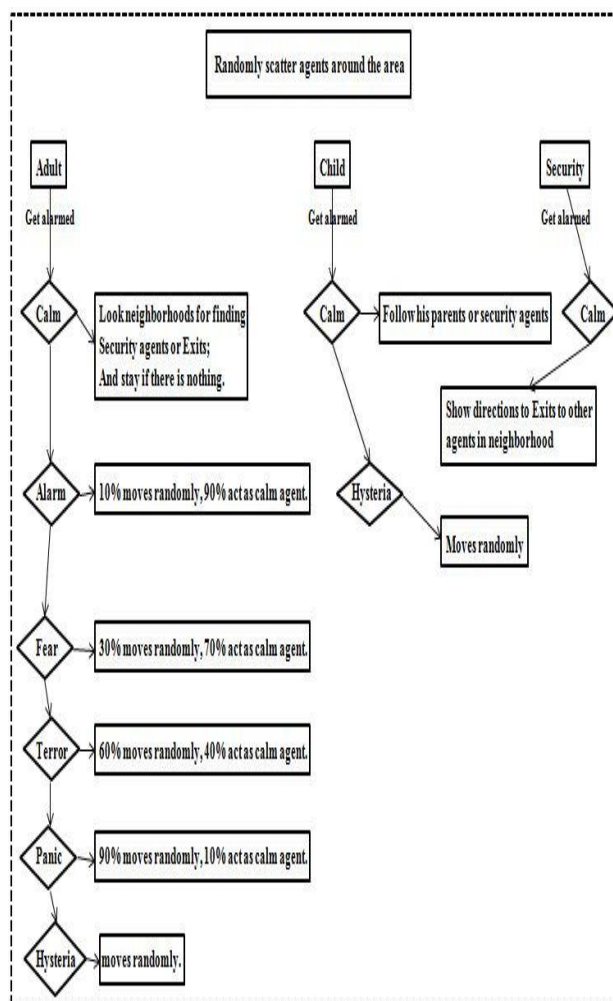 Randomly scatter agents around the area
Adult
Child
Security
Get alarmed
Get alarmed
Get alarmed
Calm
Look neighborhoods for finding
Security agents or Exits;
And stay if there is nothing.
Calm
Follow his parents or security agents
Calm
Show directions to Exits to other
agents in neighborhood
Alarm
10% moves randomly, 90% act as calm agent.
Hysteria
Moves randomly
Fear
30% moves randomly, 70% act as calm agent.
Terror
60% moves randomly, 40% act as calm agent.
Panic
90% moves randomly, 10% act as calm agent.
Hysteria
moves randomly.